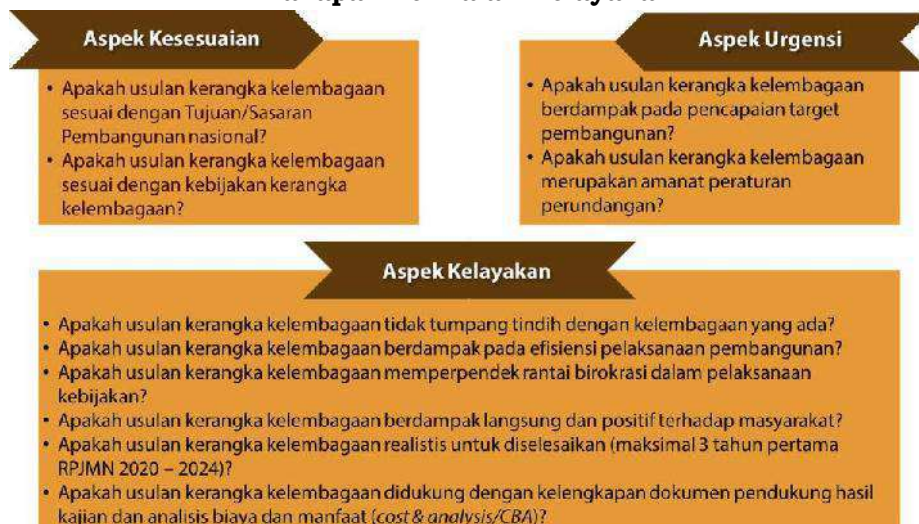 Aspek Kesesuaian
• Apakah usulan kerangka kelembagaan
sesuai dengan Tujuan/Sasaran
Pembangunan nasional?
• Apakah usulan kerangka kelembagaan
sesuai dengan kebijakan kerangka
kelembagaan?
Aspek Urgensi
• Apakah usulan kerangka kelembagaan
berdampak pada pencapaian target
pembangunan?
• Apakah usulan kerangka kelembagaan
merupakan amanat peraturan
perundangan?
Aspek Kelayakan
• Apakah usulan kerangka kelembagaan tidak tumpang tindih dengan kelembagaan yang ada?
• Apakah usulan kerangka kelembagaan berdampak pada efisiensi pelaksanaan pembangunan?
• Apakah usulan kerangka kelembagaan memperpendek rantai birokrasi dalam pelaksanaan
kebijakan?
• Apakah usulan kerangka kelembagaan berdampak langsung dan positif terhadap masyarakat?
• Apakah usulan kerangka kelembagaan realistis untuk diselesaikan (maksimal 3 tahun pertama
RPJMN 2020 – 2024)?
• Apakah usulan kerangka kelembagaan didukung dengan kelengkapan dokumen pendukung hasil
kajian dan analisis biaya dan manfaat (cost & analysis/CBA)?